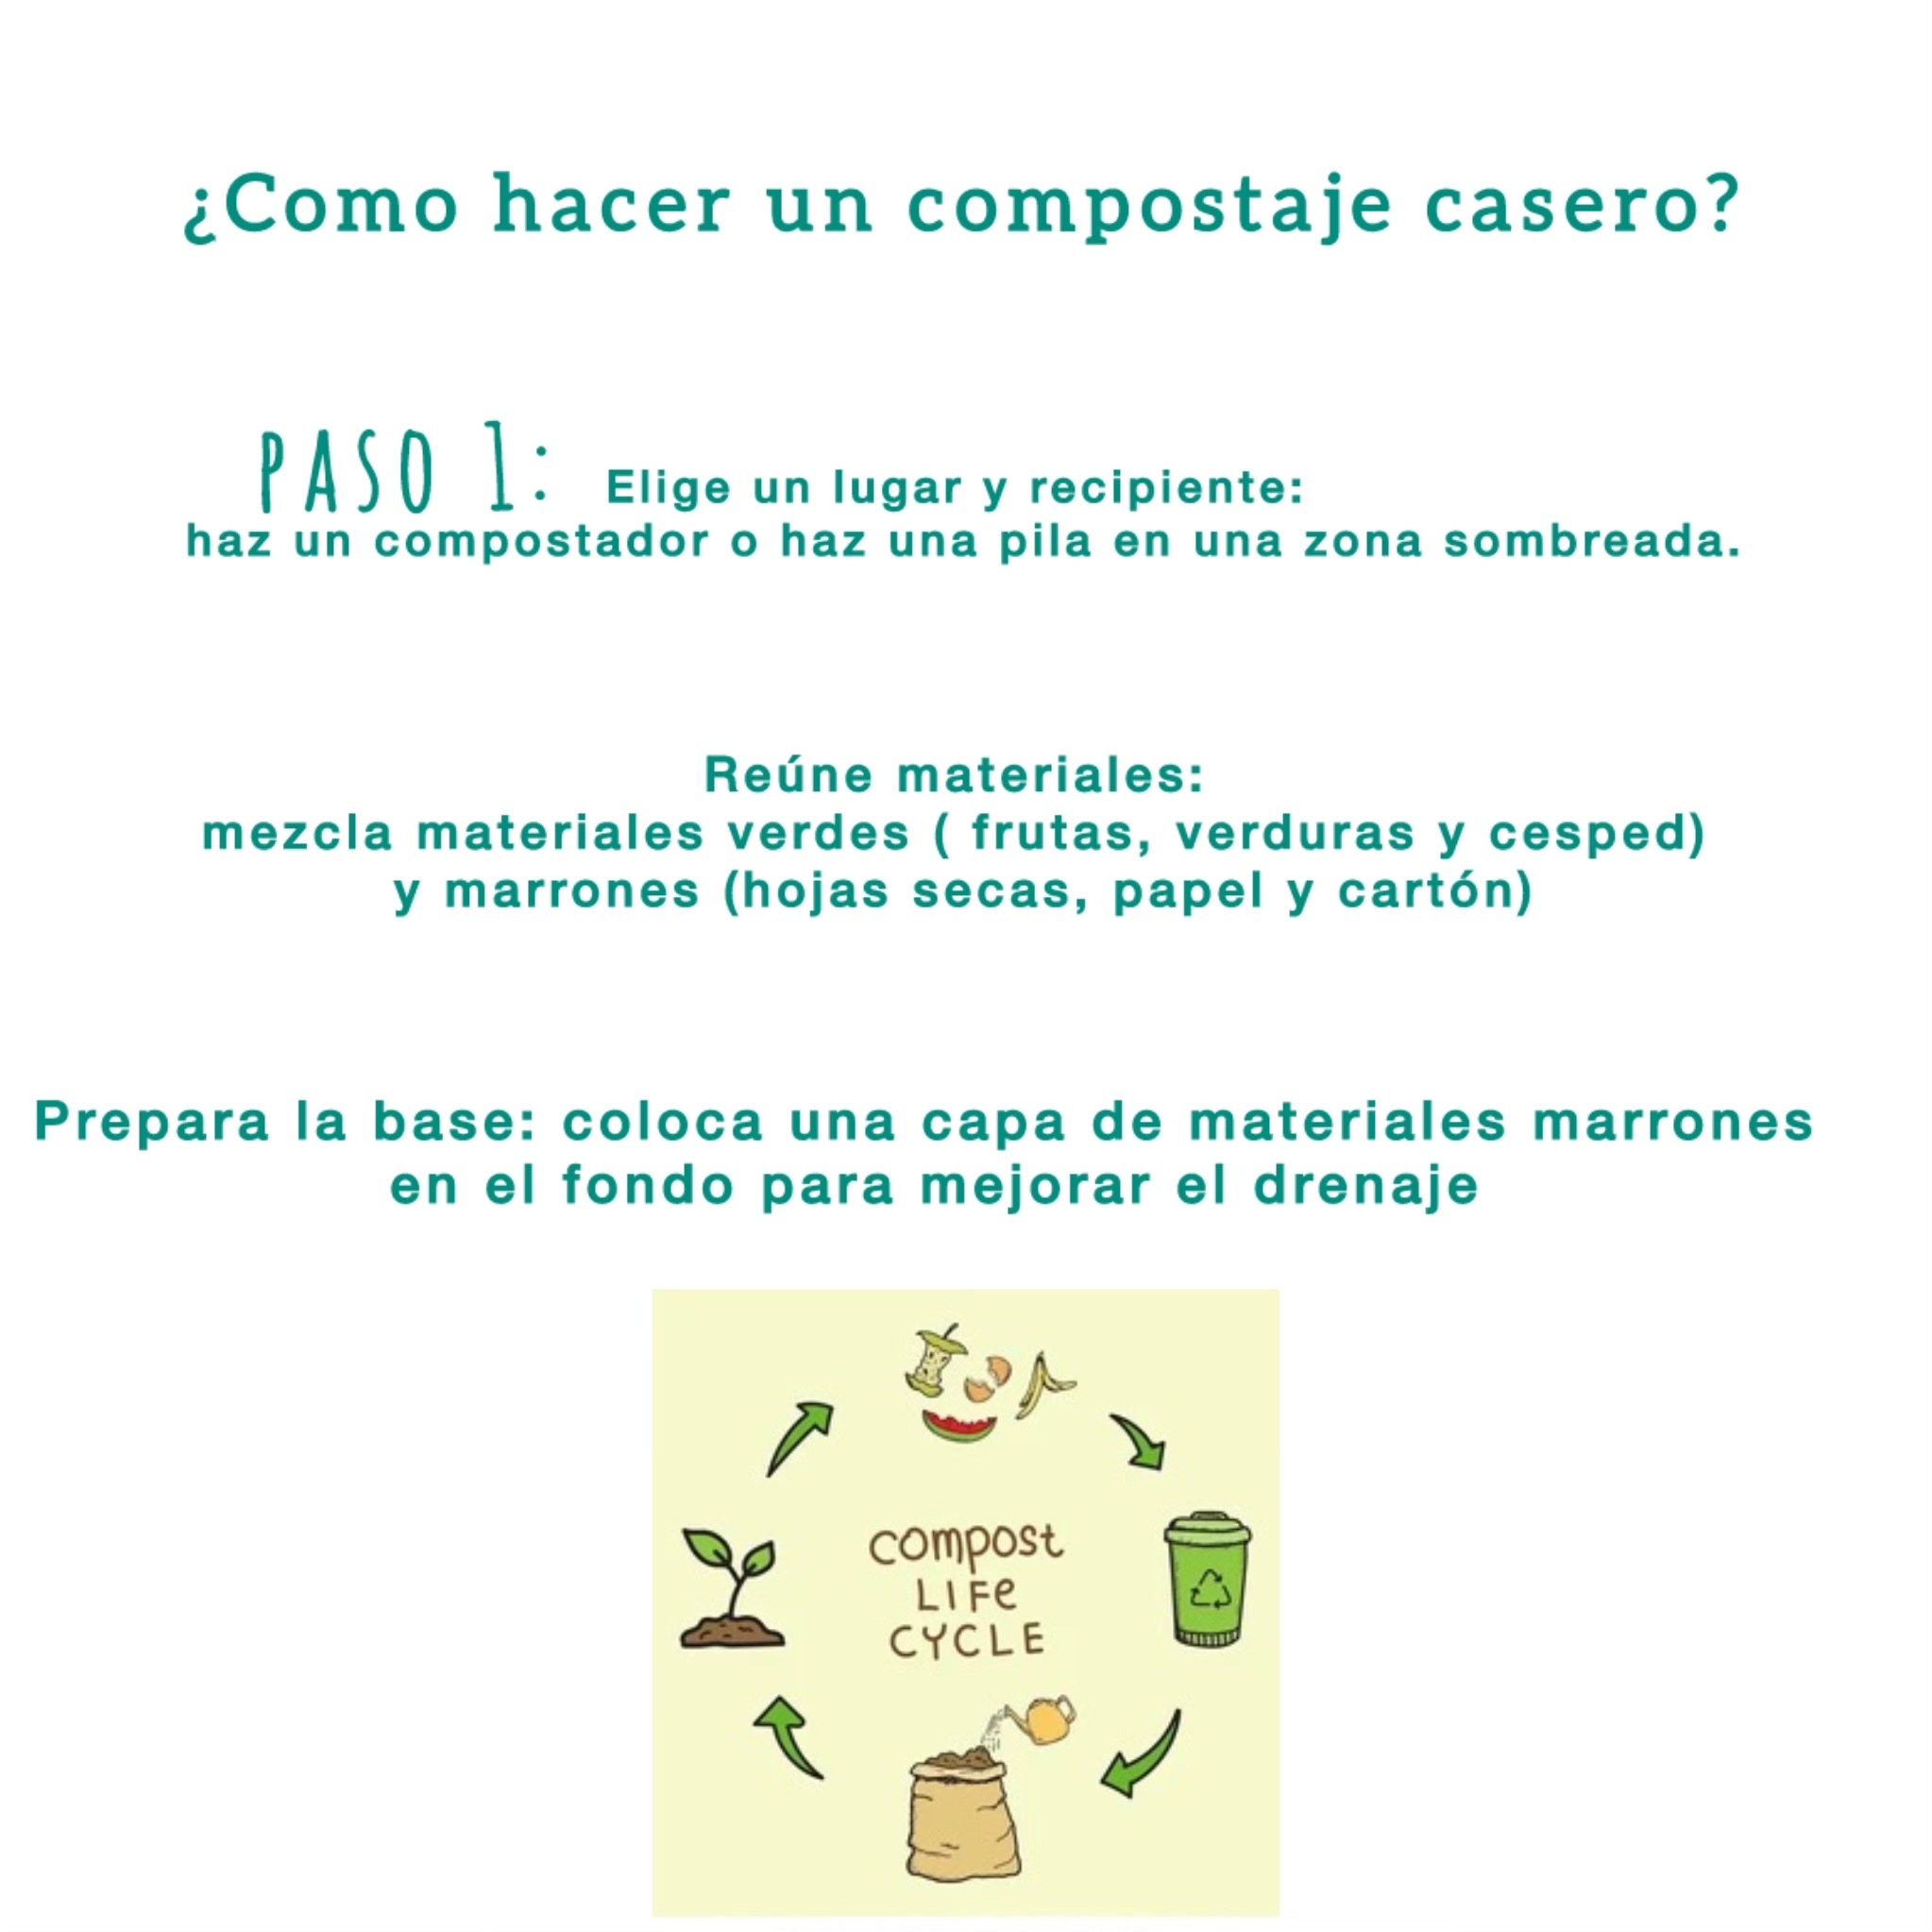 ¿Como hacer un compostaje casero?
PASO 1: Elige un lugar y recipiente:
haz un compostador o haz una pila en una zona sombreada.
Reúne materiales:
mezcla materiales verdes ( frutas, verduras y cesped)
y marrones (hojas secas, papel y cartón)
Prepara la base: coloca una capa de materiales marrones
en el fondo para mejorar el drenaje
compost
LIFe
CYCLE